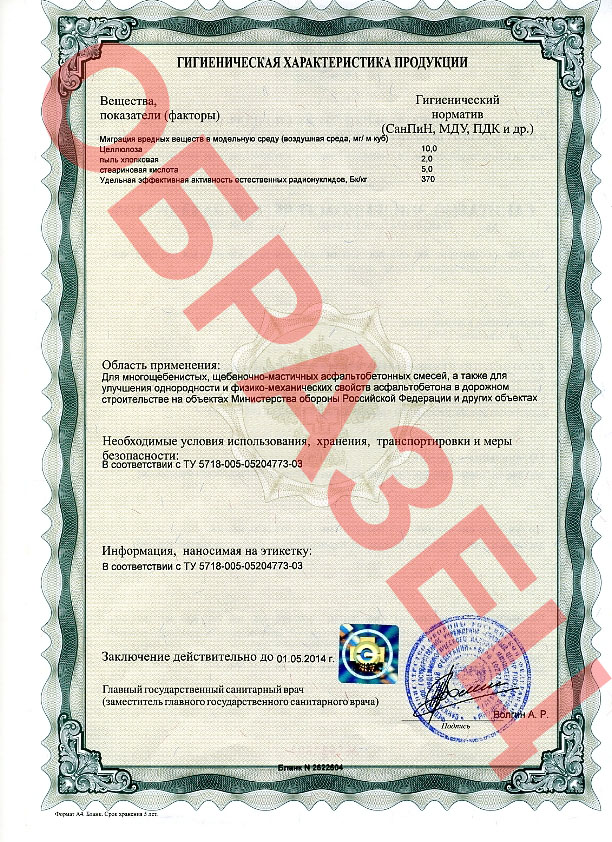 ГИГИЕНИЧЕСКАЯ ХАРАКТЕРИСТИКА ПРОДУКЦИИ
Вещества, показатели (факторы)
Гигиенический норматив (СанПиН, МДУ, ПДК и др.)
Миграция вредных веществ в модельную среду (воздушная среда, мг/ м куб)
Целлюлоза 10,0
пыль хлопковая 2,0
стеариновая кислота 5,0
Удельная эффективная активность естественных радионуклидов, Бк/кг 370
ОБРАЗЕЦ
Область применения:
Для многощебенистых, щебеночно-мастичных асфальтобетонных смесей, а также для
улучшения однородности и физико-механических свойств асфальтобетона в дорожном
строительстве на объектах Министерства обороны Российской Федерации и других объектах
Необходимые условия использования, хранения, транспортировки и меры
безопасности:
В соответствии с ТУ 5718-005-05204773-03
Информация, наносимая на этикетку:
В соответствии с ТУ 5718-005-05204773-03
Заключение действительно до 01.05.2014 г.
Главный государственный санитарный врач
(заместитель главного государственного санитарного врача)
Волгин А. Р.
Подпись
Бланк N 2622604
Формат А4. Бланк. Срок хранения 5 лет.